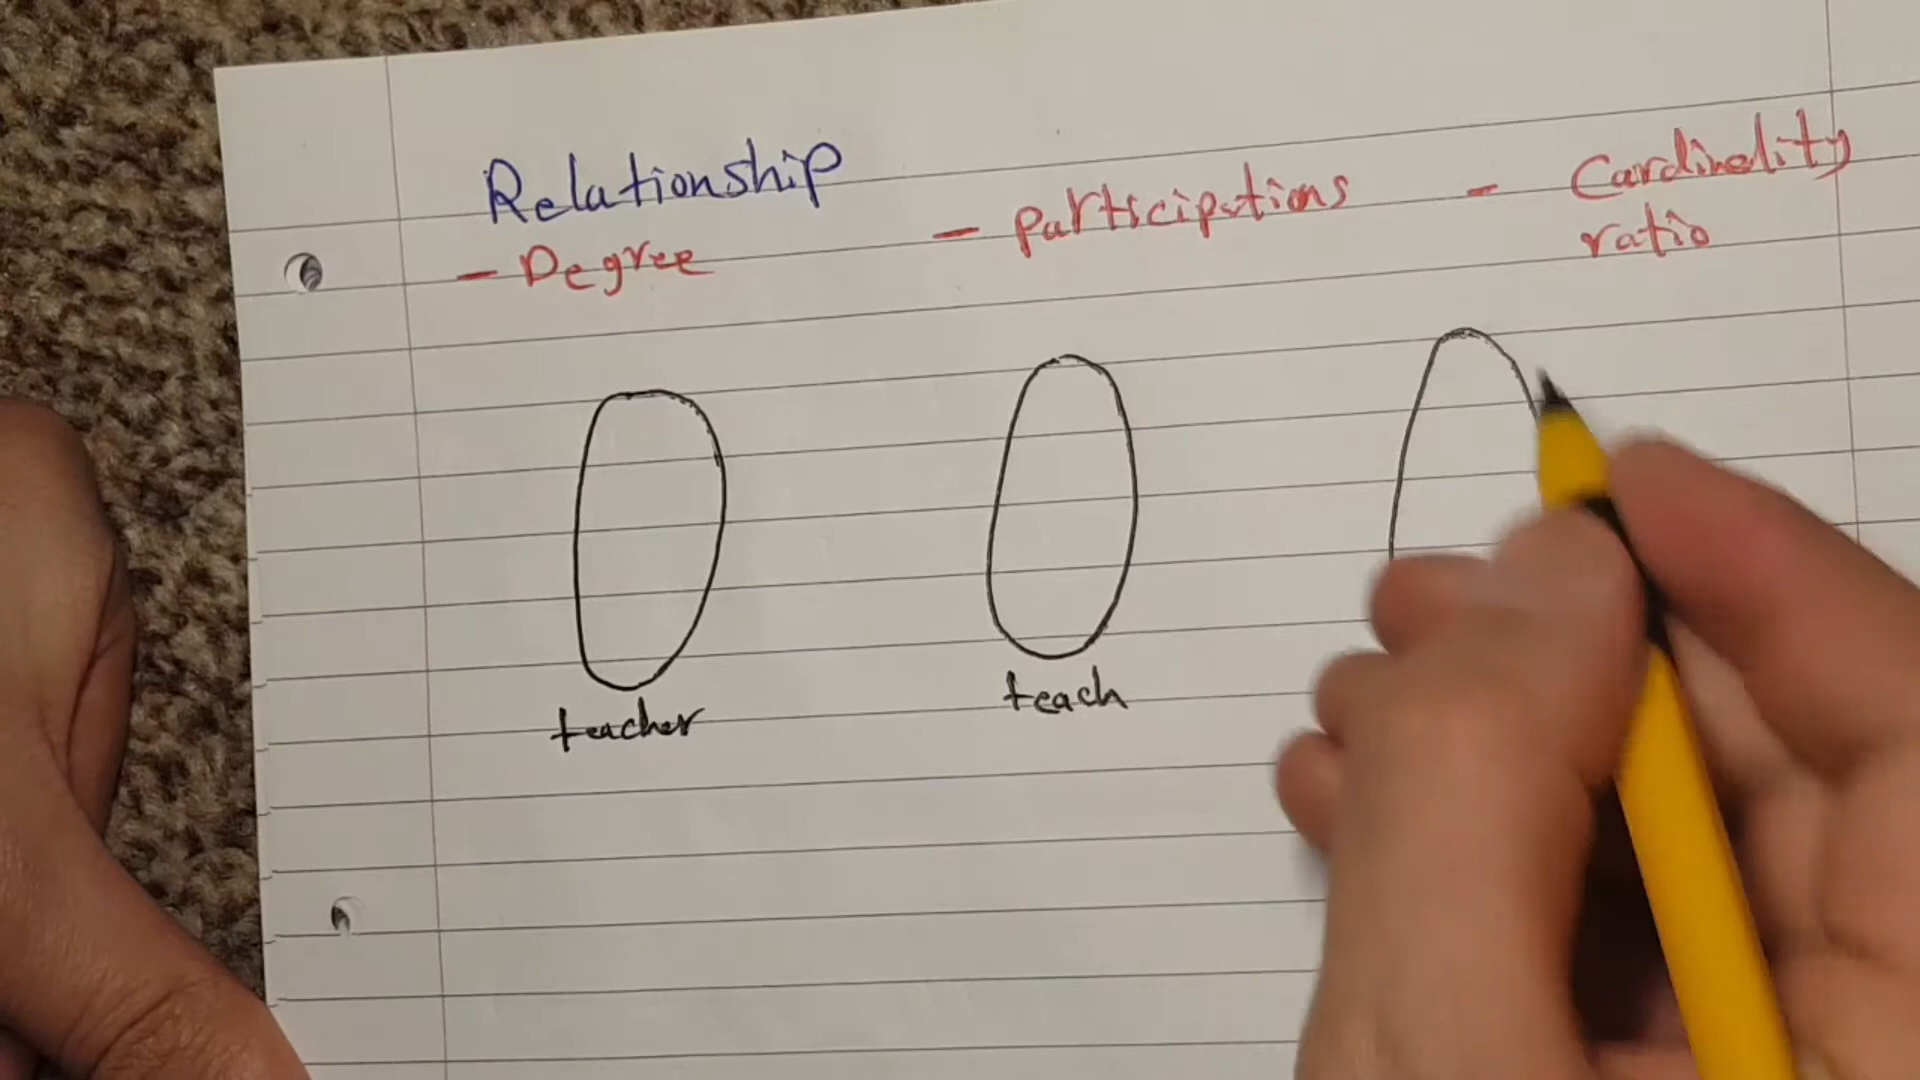 Relationship
- Degree - Participations - Cardinality
ratio
teacher teach